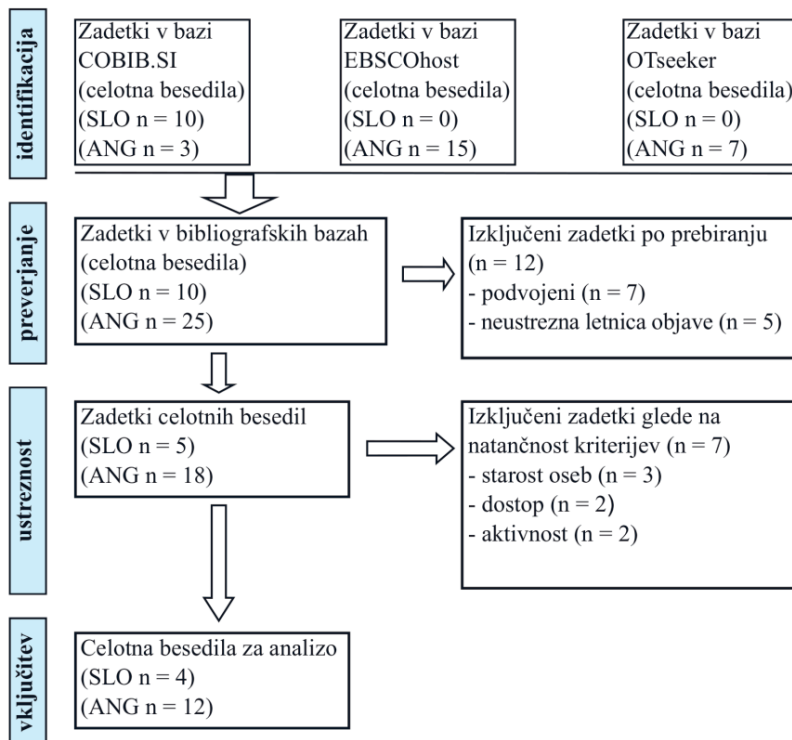 identifikacija
Zadetki v bazi
COBIB.SI
(celotna besedila)
(SLO n = 10)
(ANG n = 3)
Zadetki v bazi
EBSCOhost
(celotna besedila)
(SLO n = 0)
(ANG n = 15)
Zadetki v bazi
OTseeker
(celotna besedila)
(SLO n = 0)
(ANG n = 7)
preverjanje
Zadetki v bibliografskih bazah
(celotna besedila)
(SLO n = 10)
(ANG n = 25)
Izključeni zadetki po prebiranju
(n = 12)
- podvojeni (n = 7)
- neustrezna letnica objave (n = 5)
ustreznost
Zadetki celotnih besedil
(SLO n = 5)
(ANG n = 18)
Izključeni zadetki glede na
natančnost kriterijev (n = 7)
- starost oseb (n = 3)
- dostop (n = 2)
- aktivnost (n = 2)
vključitev
Celotna besedila za analizo
(SLO n = 4)
(ANG n = 12)